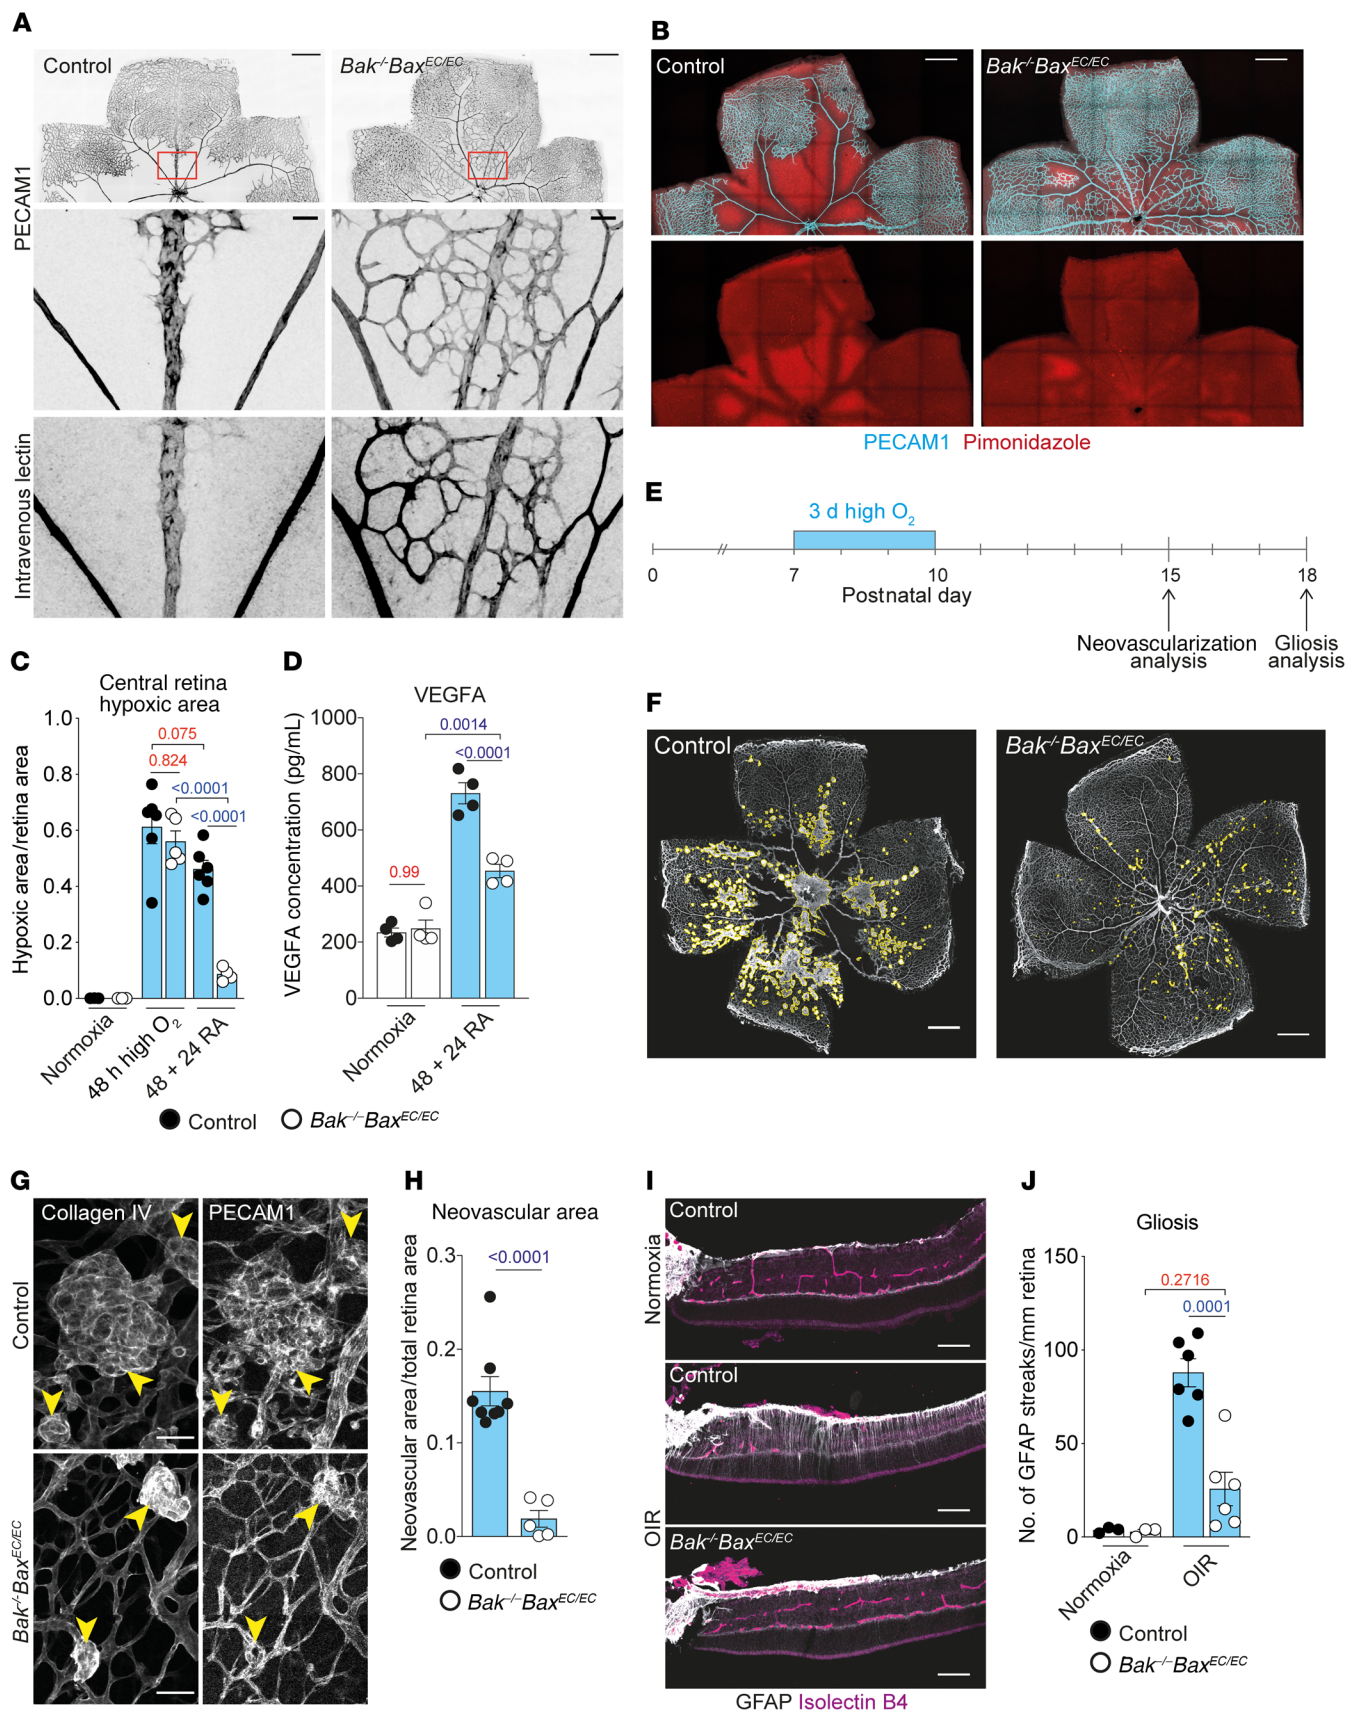 A
Control
Bak-/-BaxEC/EC
PECAM1
Intravenous lectin
B
Control
Bak-/-BaxEC/EC
PECAM1 Pimonidazole
C
Central retina
hypoxic area
Hypoxic area/retina area
1.0
0.8
0.6
0.4
0.2
0.0
0.075
0.824
<0.0001
<0.0001
Normoxia
48 h high O2
48 + 24 RA
D
VEGFA
VEGFA concentration (pg/mL)
1000
800
600
400
200
0
0.0014
<0.0001
0.99
Normoxia
48 + 24 RA
Control
Bak–/–BaxEC/EC
E
3 d high O2
0
7
10
15
18
Postnatal day
Neovascularization
analysis
Gliosis
analysis
F
Control
Bak-/-BaxEC/EC
G
Collagen IV
PECAM1
Control
Bak-/-BaxEC/EC
H
Neovascular area
Neovascular area/total retina area
0.3
0.2
0.1
0.0
<0.0001
Control
Bak–/–BaxEC/EC
I
Normoxia
Control
OIR
Control
Bak-/-BaxEC/EC
GFAP Isolectin B4
J
Gliosis
No. of GFAP streaks/mm retina
150
100
50
0
0.2716
0.0001
Normoxia
OIR
Control
Bak–/–BaxEC/EC